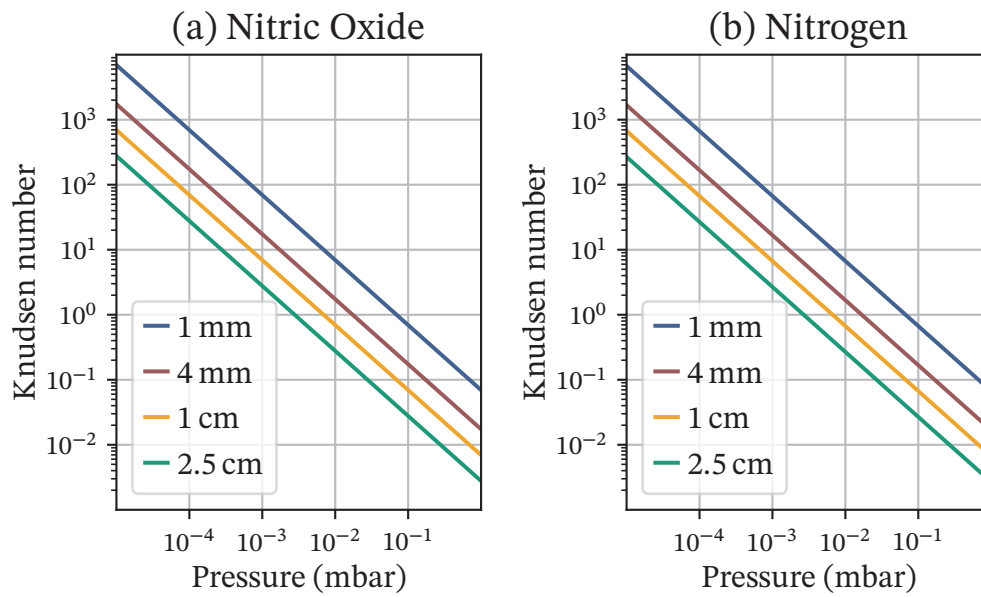 (a) Nitric Oxide
Knudsen number
10³
10²
10¹
10⁰
10⁻¹
10⁻²
1 mm
4 mm
1 cm
2.5 cm
10⁻⁴ 10⁻³ 10⁻² 10⁻¹
Pressure (mbar)
(b) Nitrogen
Knudsen number
10³
10²
10¹
10⁰
10⁻¹
10⁻²
1 mm
4 mm
1 cm
2.5 cm
10⁻⁴ 10⁻³ 10⁻² 10⁻¹
Pressure (mbar)